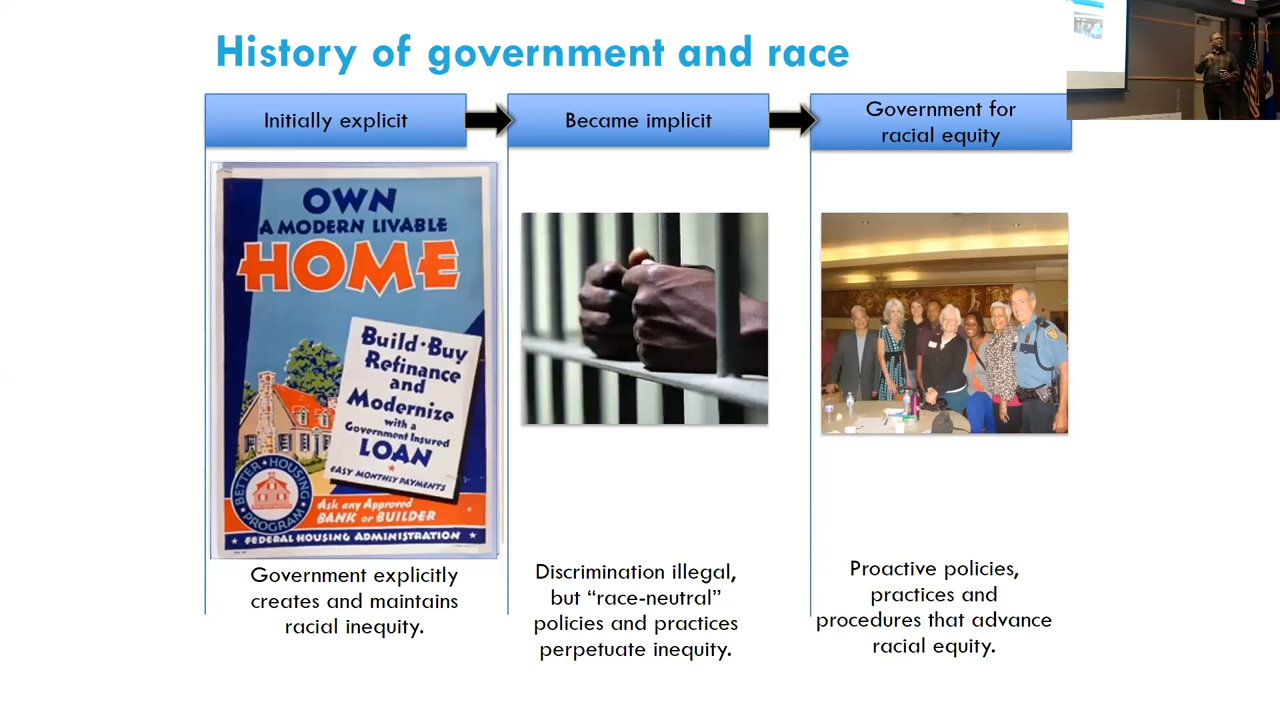 History of government and race
Initially explicit
Became implicit
Government for
racial equity
OWN
A MODERN LIVABLE
HOME
Build·Buy
Refinance
and
Modernize
with a
Government Insured
LOAN
EASY MONTHLY PAYMENTS
BETTER HOUSING PROGRAM
Ask any Approved
BANK or BUILDER
FEDERAL HOUSING ADMINISTRATION
Government explicitly
creates and maintains
racial inequity.
Discrimination illegal,
but “race-neutral”
policies and practices
perpetuate inequity.
Proactive policies,
practices and
procedures that advance
racial equity.